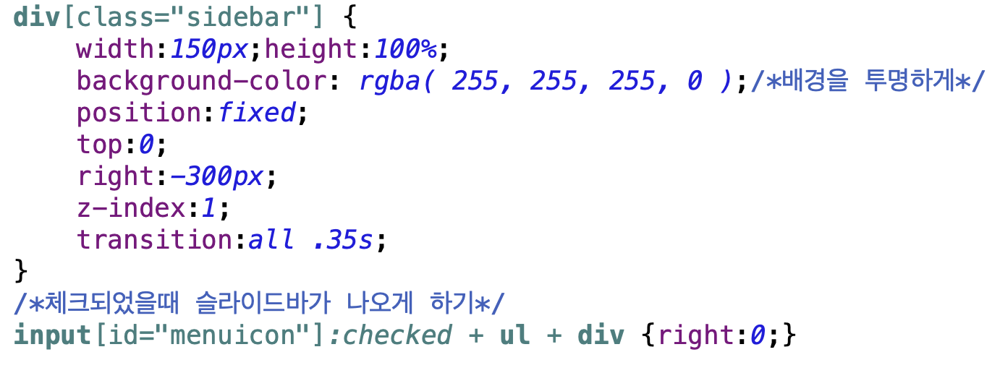 div[class="sidebar"] {
    width:150px;height:100%;
    background-color: rgba( 255, 255, 255, 0 );/*배경을 투명하게*/
    position:fixed;
    top:0;
    right:-300px;
    z-index:1;
    transition:all .35s;
}
/*체크되었을때 슬라이드바가 나오게 하기*/
input[id="menuicon"]:checked + ul + div {right:0;}